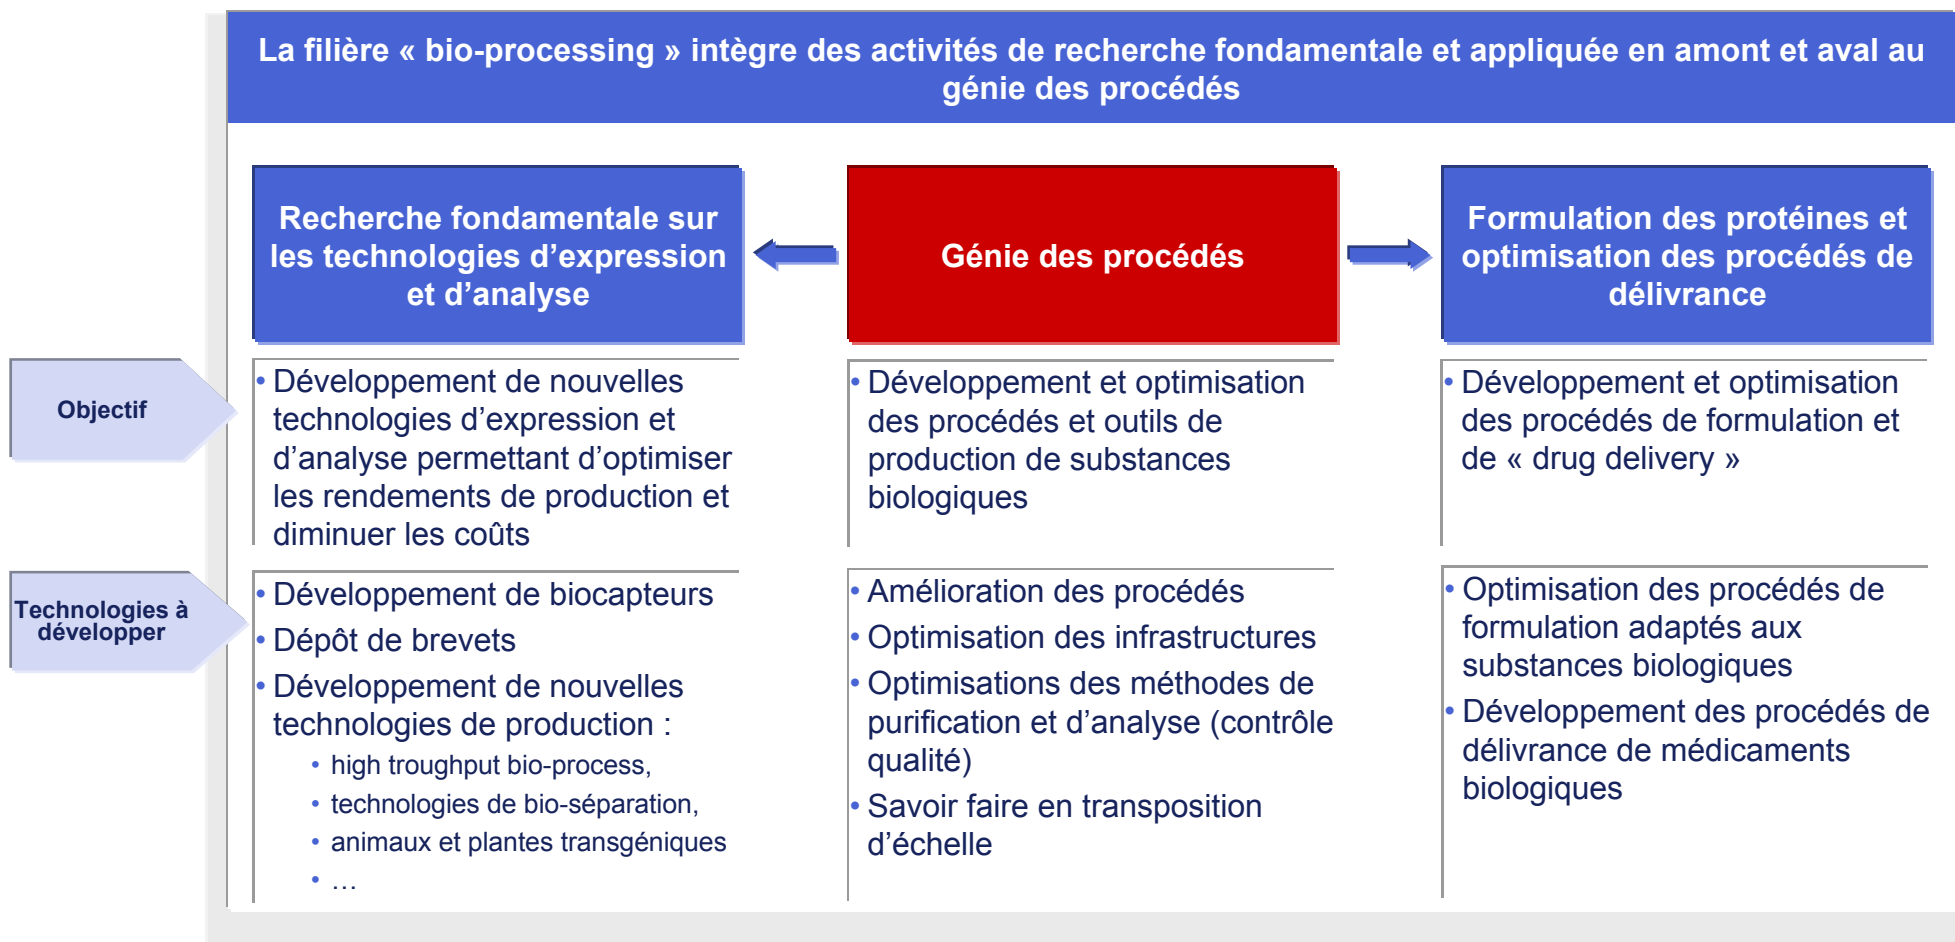 La filière « bio-processing » intègre des activités de recherche fondamentale et appliquée en amont et aval au
génie des procédés
Recherche fondamentale sur
les technologies d’expression
et d’analyse
Génie des procédés
Formulation des protéines et
optimisation des procédés de
délivrance
Objectif
• Développement de nouvelles
technologies d’expression et
d’analyse permettant d’optimiser
les rendements de production et
diminuer les coûts
• Développement et optimisation
des procédés et outils de
production de substances
biologiques
• Développement et optimisation
des procédés de formulation et
de « drug delivery »
Technologies à
développer
• Développement de biocapteurs
• Dépôt de brevets
• Développement de nouvelles
technologies de production :
• high troughput bio-process,
• technologies de bio-séparation,
• animaux et plantes transgéniques
• …
• Amélioration des procédés
• Optimisation des infrastructures
• Optimisations des méthodes de
purification et d’analyse (contrôle
qualité)
• Savoir faire en transposition
d’échelle
• Optimisation des procédés de
formulation adaptés aux
substances biologiques
• Développement des procédés de
délivrance de médicaments
biologiques